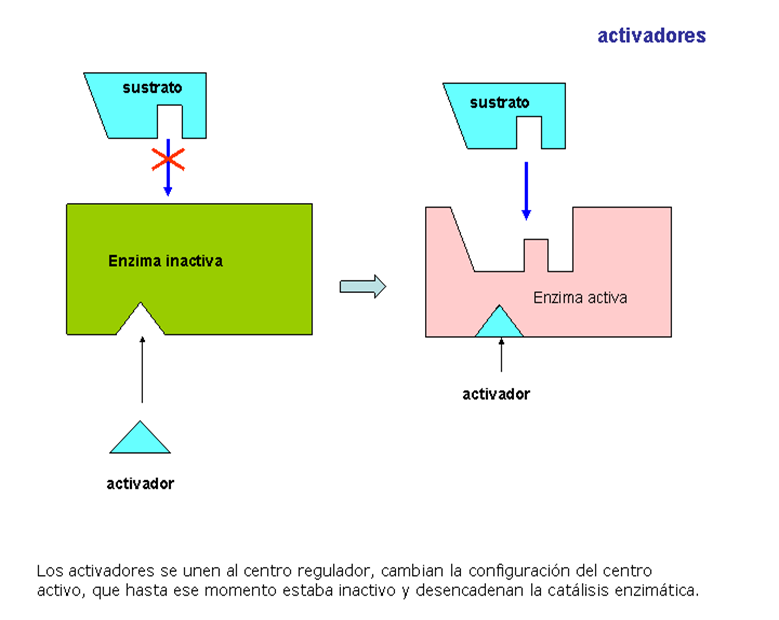 activadores
sustrato
sustrato
Enzima inactiva
Enzima activa
activador
activador
Los activadores se unen al centro regulador, cambian la configuración del centro
activo, que hasta ese momento estaba inactivo y desencadenan la catálisis enzimática.